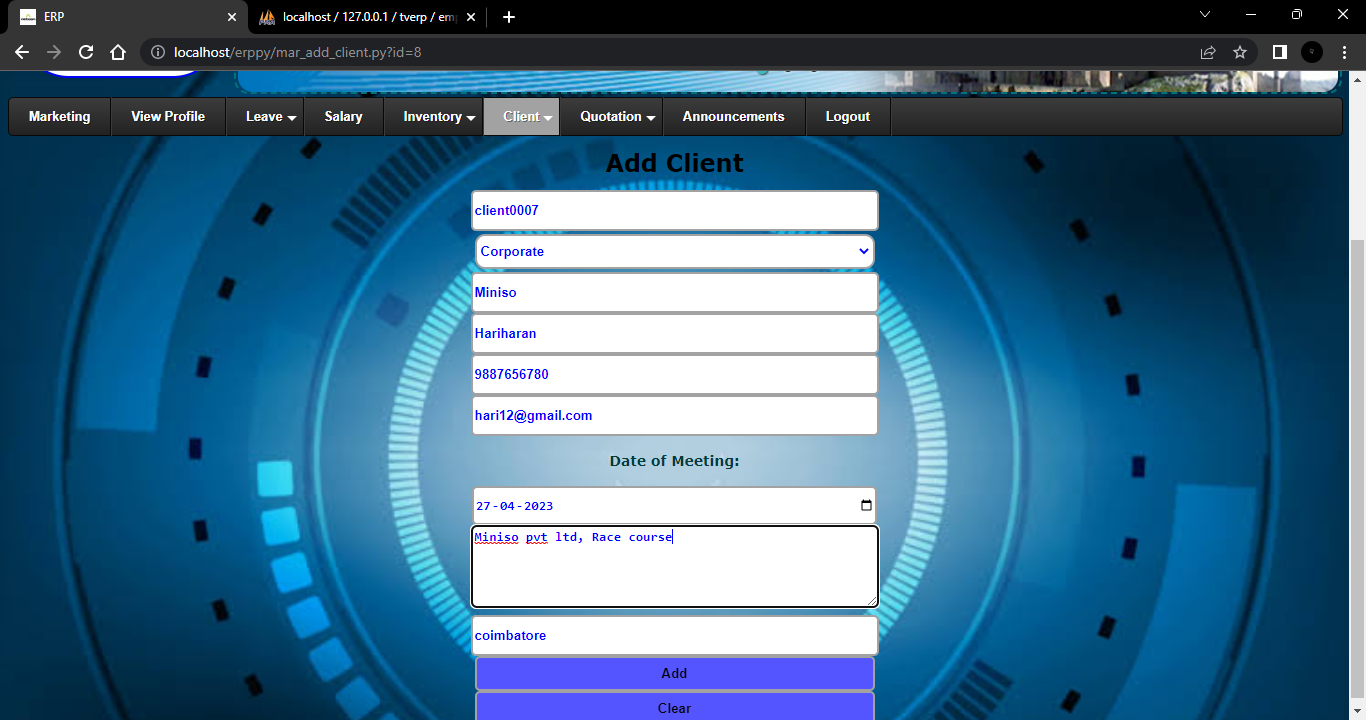 ERP
localhost / 127.0.0.1 / tverp / emp
localhost/erppy/mar_add_client.py?id=8
Marketing View Profile Leave Salary Inventory Client Quotation Announcements Logout
Add Client
client0007
Corporate
Miniso
Hariharan
9887656780
hari12@gmail.com
Date of Meeting:
27-04-2023
Miniso pvt ltd, Race course
coimbatore
Add
Clear